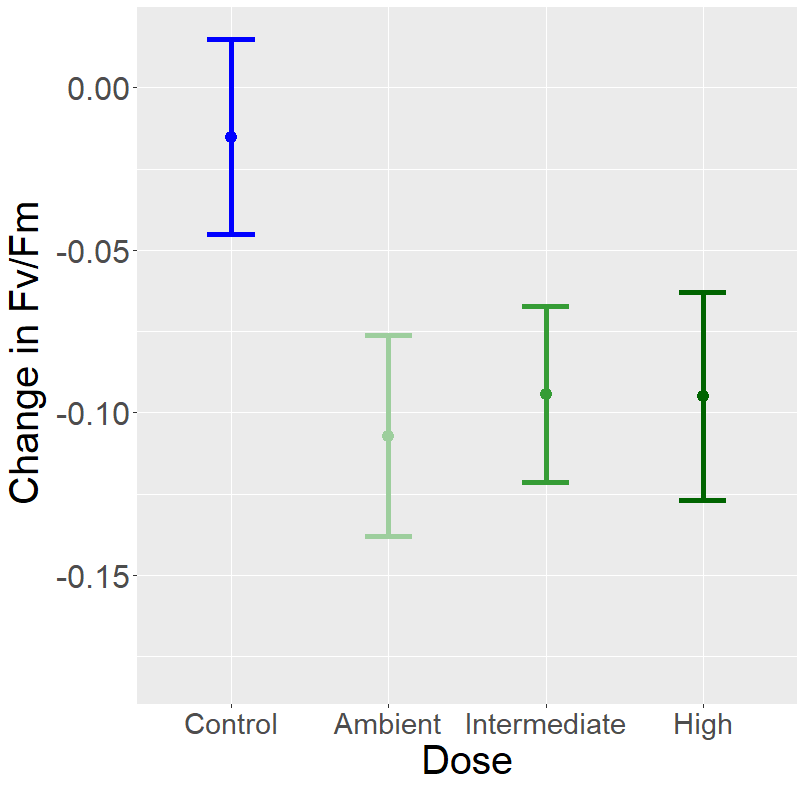 Change in Fv/Fm
0.00
-0.05
-0.10
-0.15
Control Ambient Intermediate High
Dose